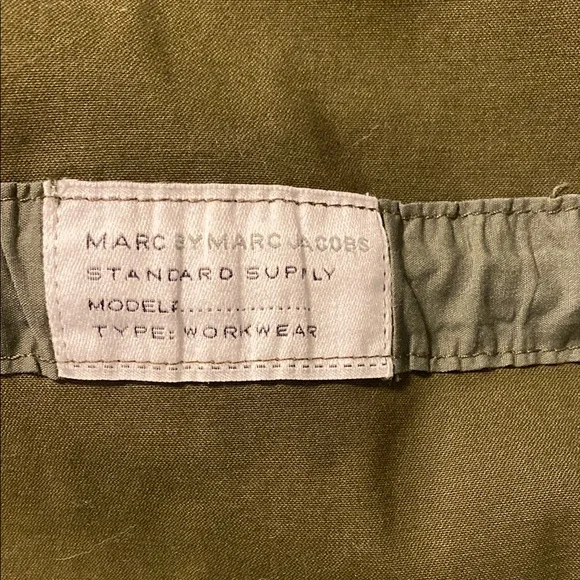 MARC BY MARC JACOBS
STANDARD SUPPLY
MODEL:..................
TYPE: WORKWEAR